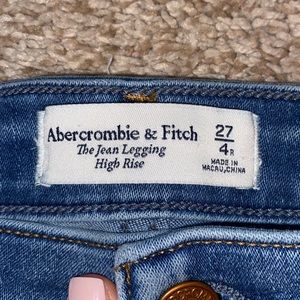 Abercrombie & Fitch
The Jean Legging
High Rise
27
4R
MADE IN
MACAU, CHINA